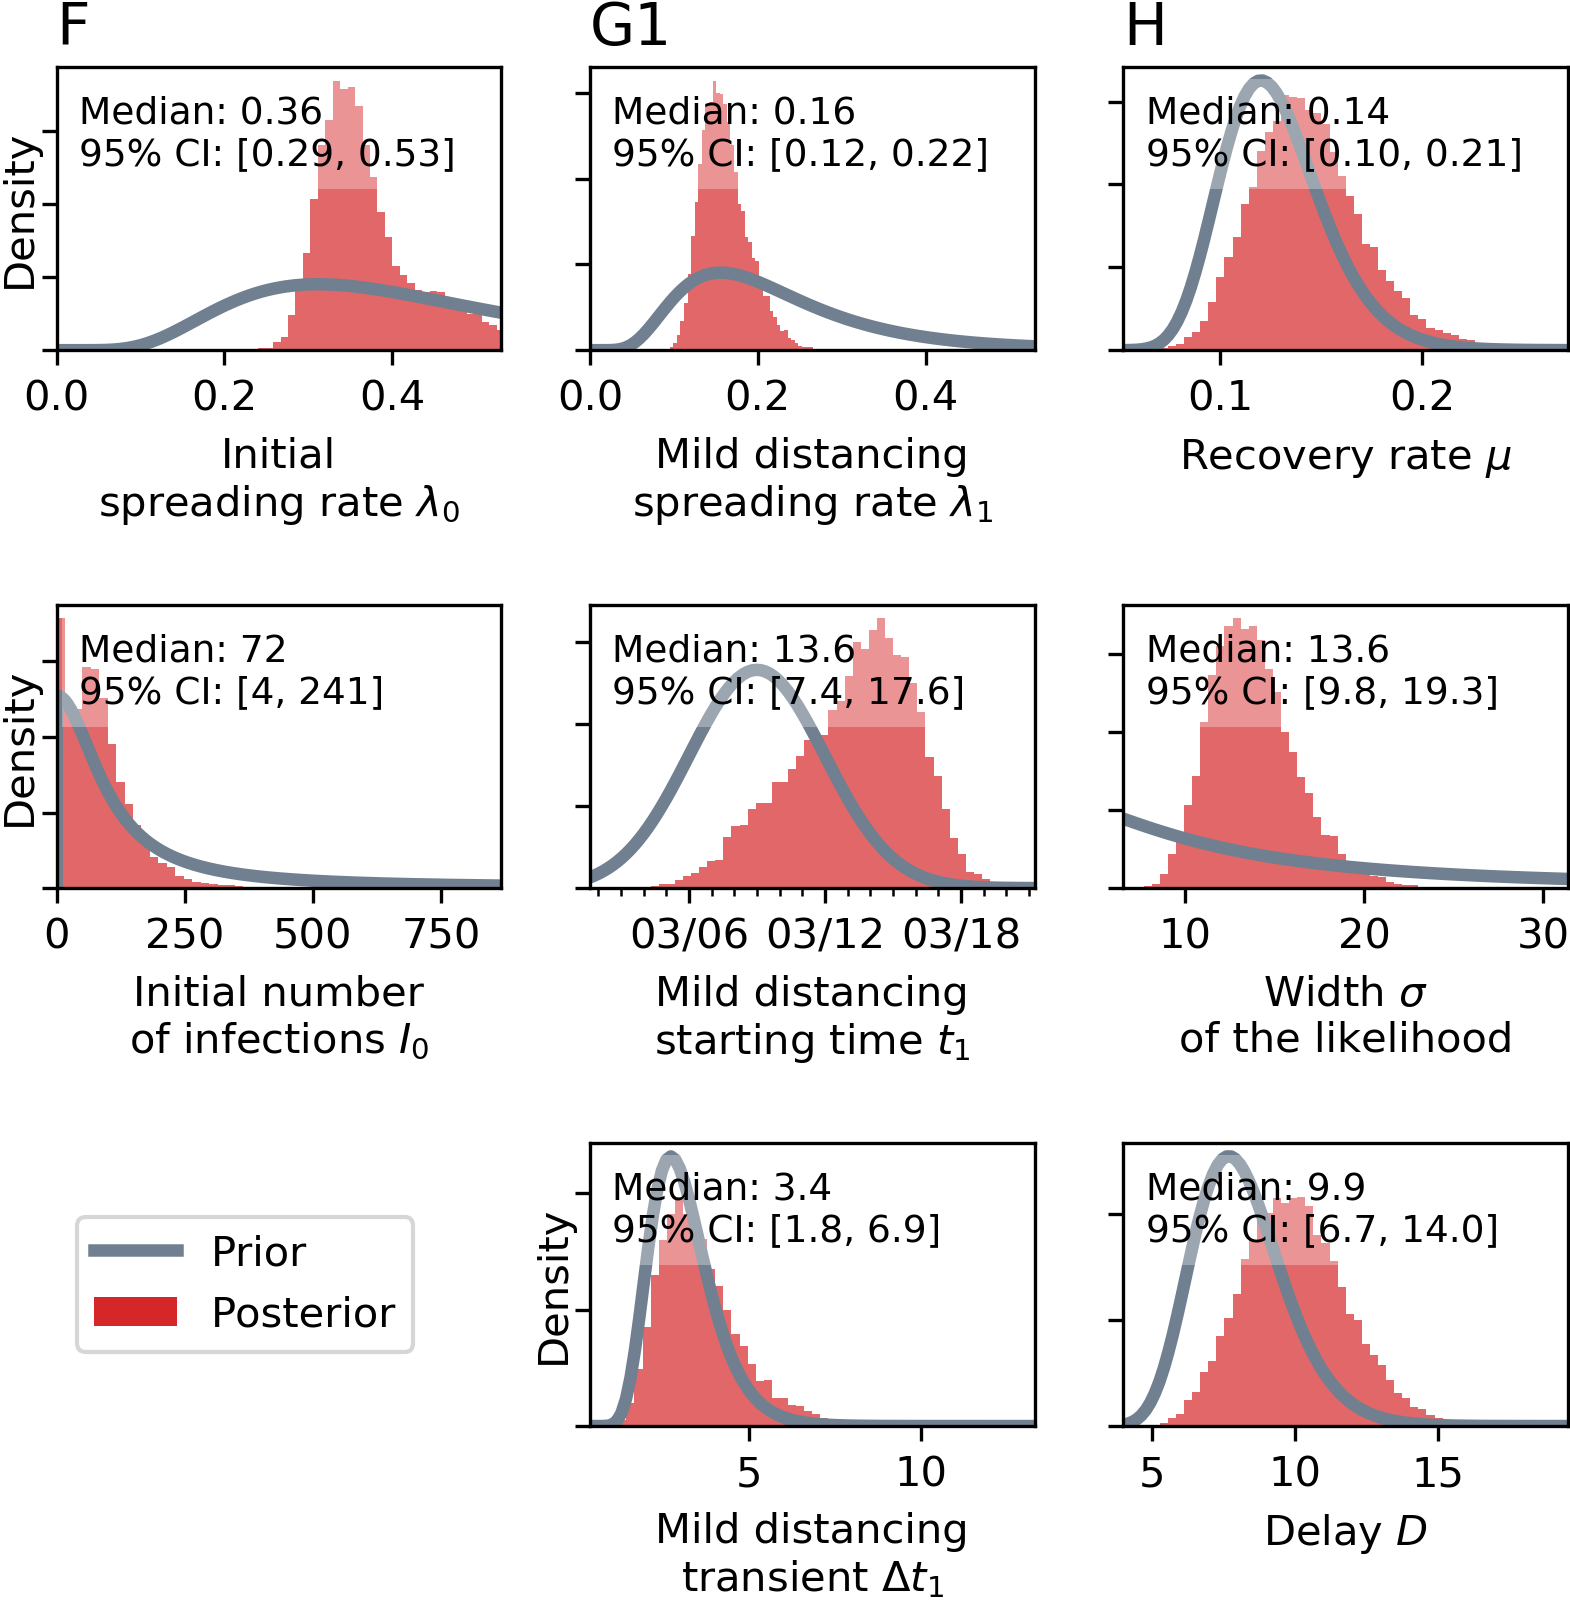 F
G1
H
Median: 0.36
95% CI: [0.29, 0.53]
Density
0.0
0.2
0.4
Initial
spreading rate λ0
Median: 0.16
95% CI: [0.12, 0.22]
0.0
0.2
0.4
Mild distancing
spreading rate λ1
Median: 0.14
95% CI: [0.10, 0.21]
0.1
0.2
Recovery rate μ
Median: 72
95% CI: [4, 241]
Density
0
250
500
750
Initial number
of infections I0
Median: 13.6
95% CI: [7.4, 17.6]
03/06
03/12
03/18
Mild distancing
starting time t1
Median: 13.6
95% CI: [9.8, 19.3]
10
20
30
Width σ
of the likelihood
Prior
Posterior
Median: 3.4
95% CI: [1.8, 6.9]
Density
5
10
Mild distancing
transient Δt1
Median: 9.9
95% CI: [6.7, 14.0]
5
10
15
Delay D